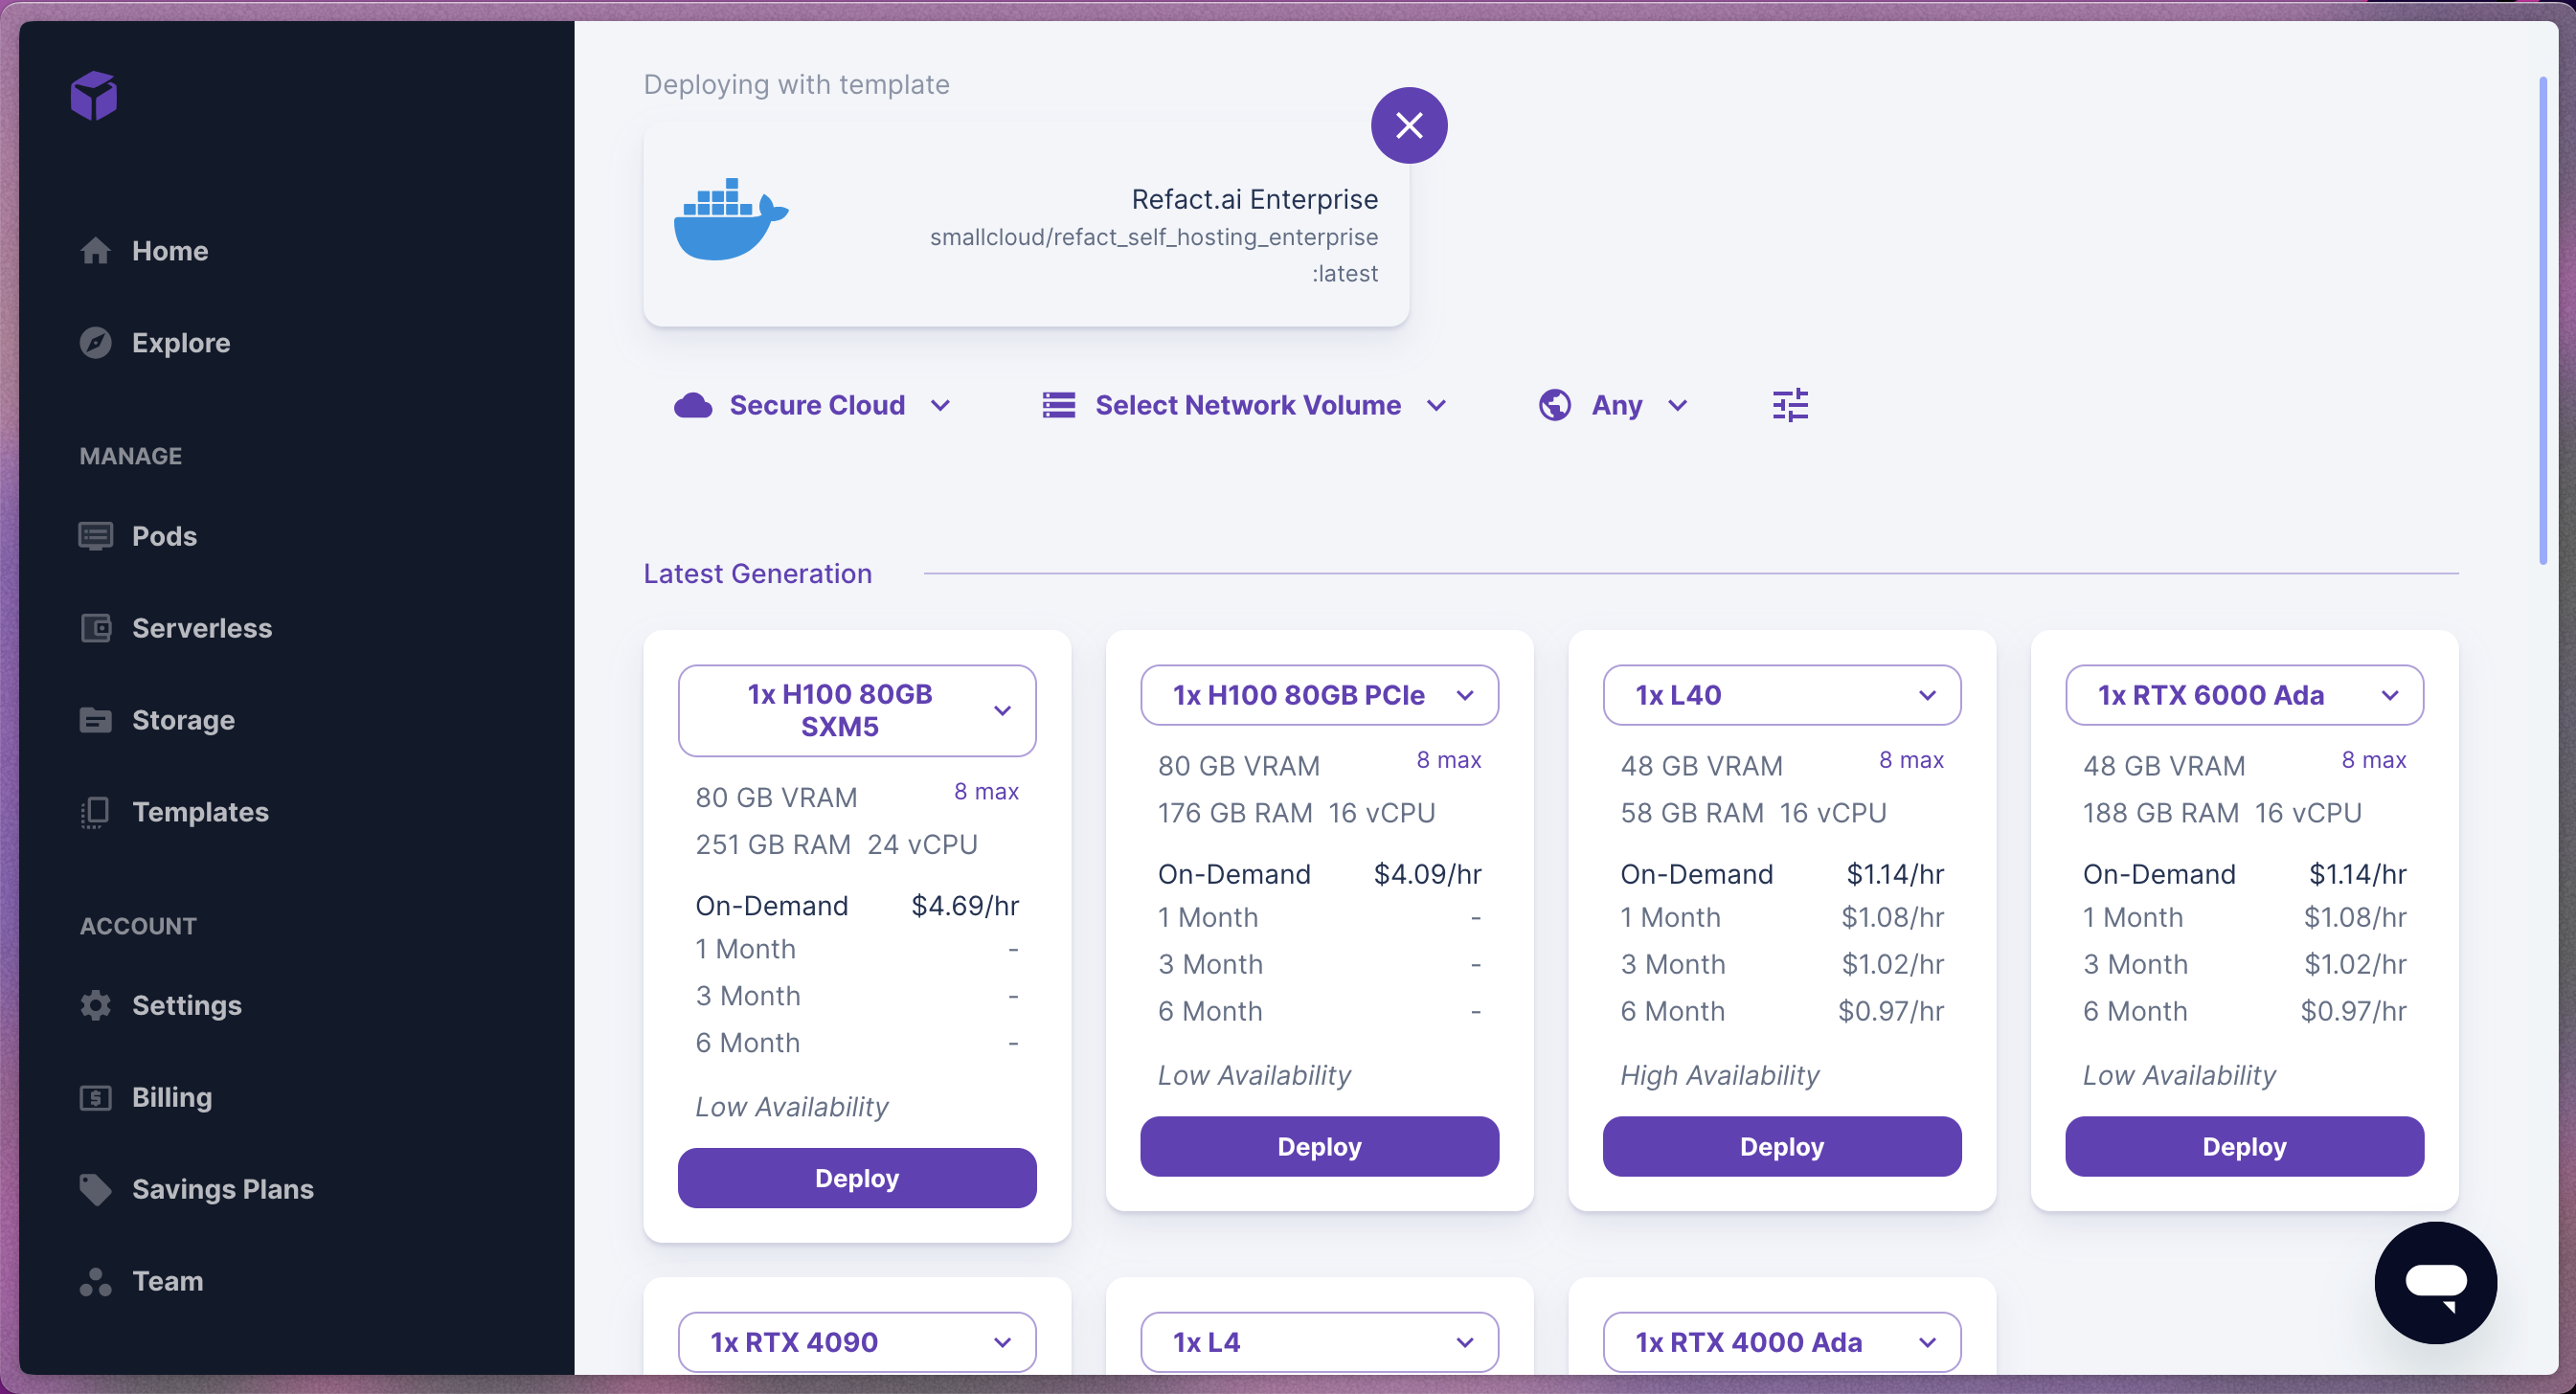 Home
Explore
MANAGE
Pods
Serverless
Storage
Templates
ACCOUNT
Settings
Billing
Savings Plans
Team
Deploying with template
Refact.ai Enterprise
smallcloud/refact_self_hosting_enterprise
:latest
Secure Cloud
Select Network Volume
Any
Latest Generation
1x H100 80GB
SXM5
80 GB VRAM 8 max
251 GB RAM 24 vCPU
On-Demand $4.69/hr
1 Month -
3 Month -
6 Month -
Low Availability
Deploy
1x H100 80GB PCIe
80 GB VRAM 8 max
176 GB RAM 16 vCPU
On-Demand $4.09/hr
1 Month -
3 Month -
6 Month -
Low Availability
Deploy
1x L40
48 GB VRAM 8 max
58 GB RAM 16 vCPU
On-Demand $1.14/hr
1 Month $1.08/hr
3 Month $1.02/hr
6 Month $0.97/hr
High Availability
Deploy
1x RTX 6000 Ada
48 GB VRAM 8 max
188 GB RAM 16 vCPU
On-Demand $1.14/hr
1 Month $1.08/hr
3 Month $1.02/hr
6 Month $0.97/hr
Low Availability
Deploy
1x RTX 4090
1x L4
1x RTX 4000 Ada